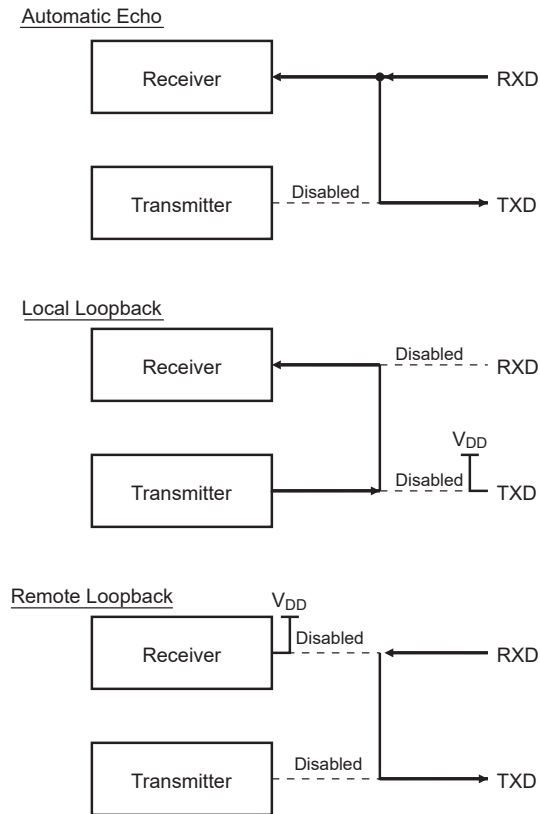 Automatic Echo
Receiver
RXD
Transmitter
Disabled
TXD
Local Loopback
Receiver
Disabled
RXD
VDD
Transmitter
Disabled
TXD
Remote Loopback
VDD
Receiver
Disabled
RXD
Transmitter
Disabled
TXD